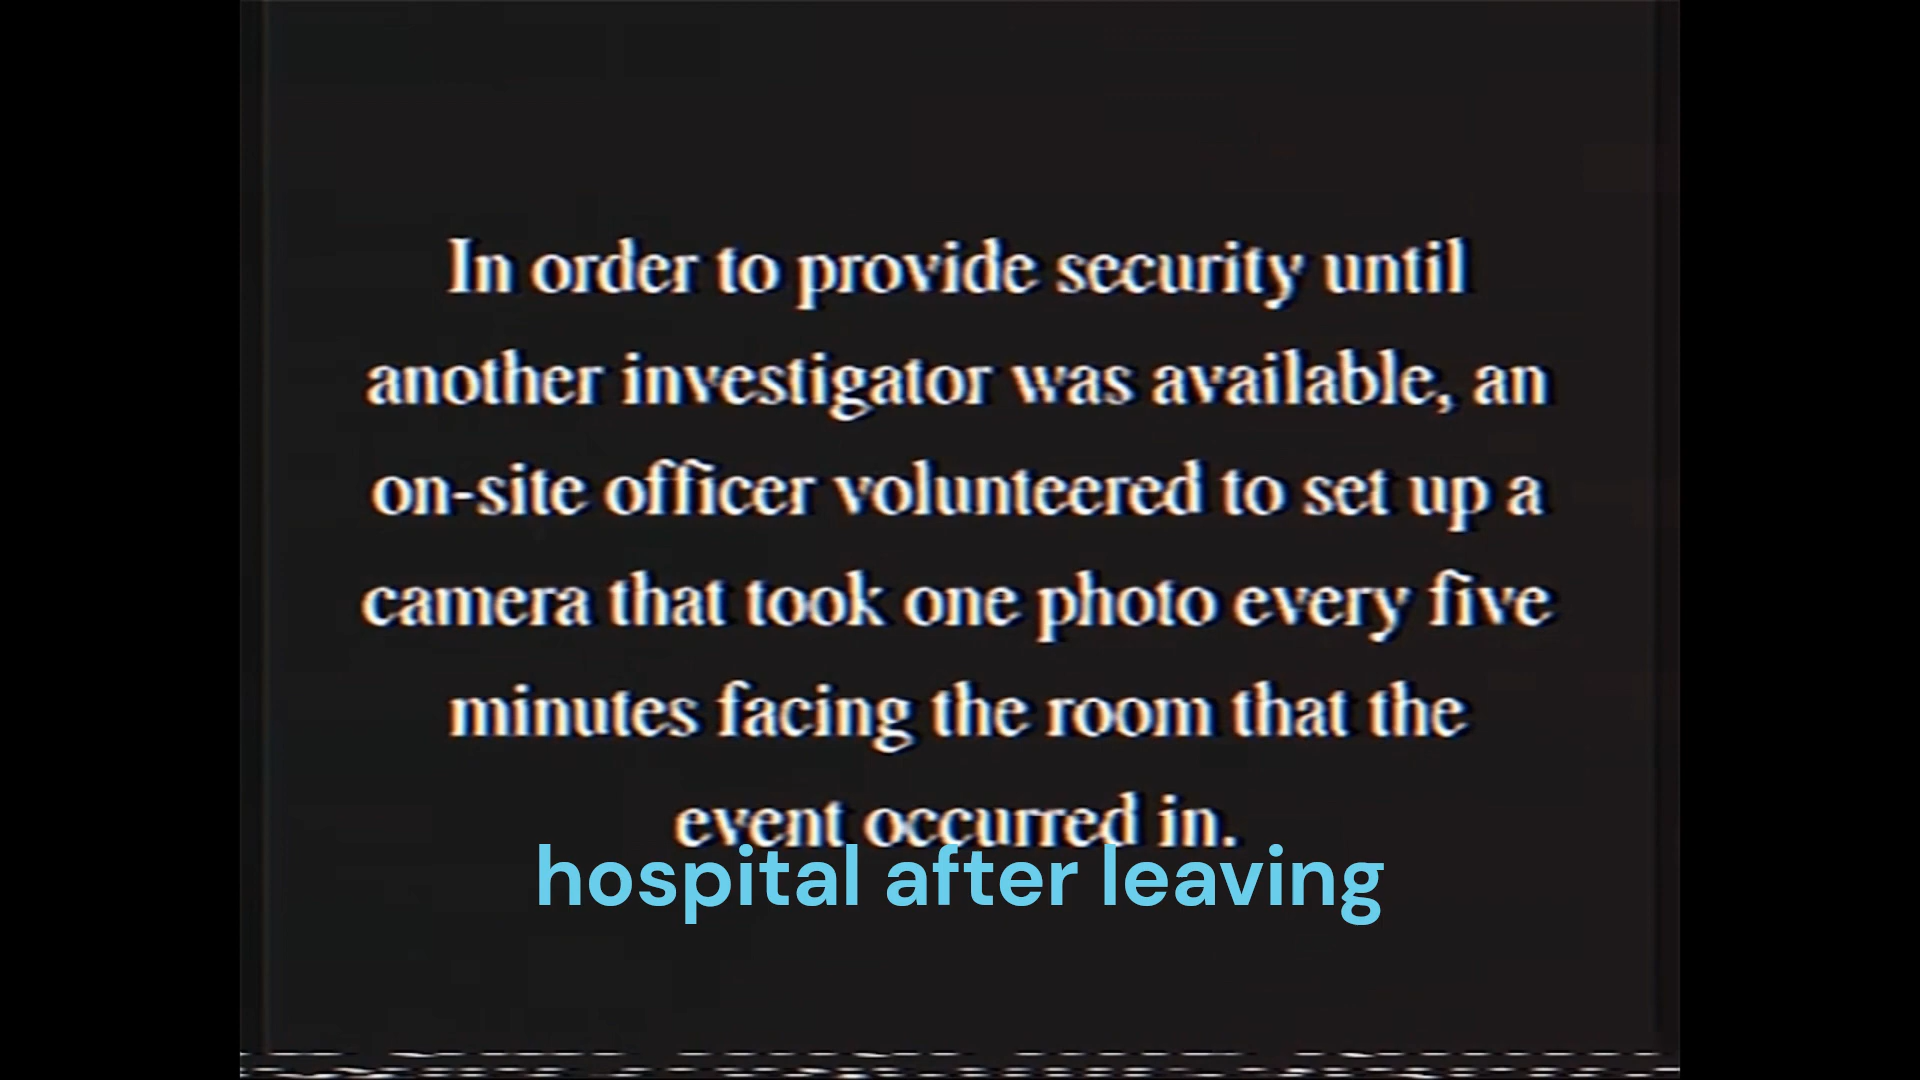 In order to provide security until
another investigator was available, an
on-site officer volunteered to set up a
camera that took one photo every five
minutes facing the room that the
event occurred in.
hospital after leaving